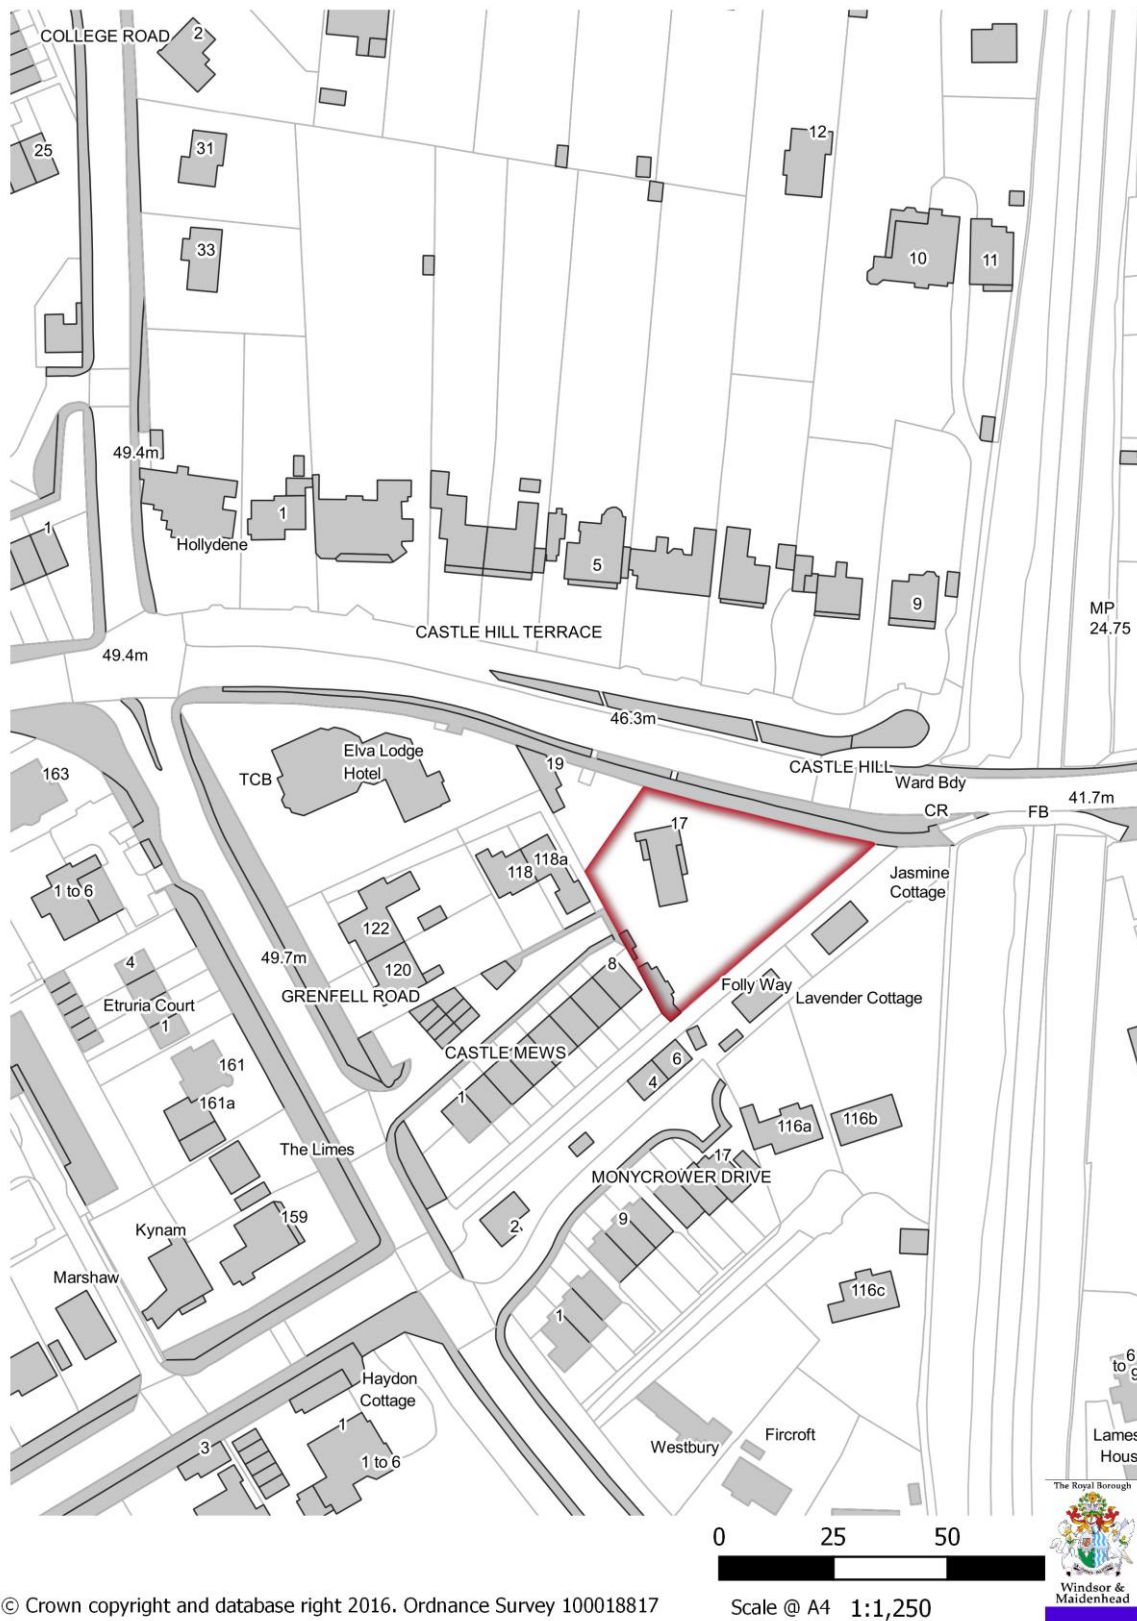 COLLEGE ROAD
2
25
31
12
33
10
11
49.4m
1
Hollydene
1
5
9
MP
24.75
CASTLE HILL TERRACE
49.4m
46.3m
163
TCB
Elva Lodge
Hotel
19
CASTLE HILL
Ward Bdy
41.7m
CR
FB
17
118
118a
Jasmine
Cottage
1 to 6
122
120
4
49.7m
8
Folly Way
Lavender Cottage
Etruria Court
1
GRENFELL ROAD
CASTLE MEWS
6
4
161
161a
1
116a
116b
The Limes
17
MONYCROWER DRIVE
Kynam
159
2
9
Marshaw
116c
1
Haydon
Cottage
6
to
9
3
1
1 to 6
Westbury
Fircroft
Lames
Hous
The Royal Borough
Windsor &
Maidenhead
0 25 50
© Crown copyright and database right 2016. Ordnance Survey 100018817
Scale @ A4 1:1,250